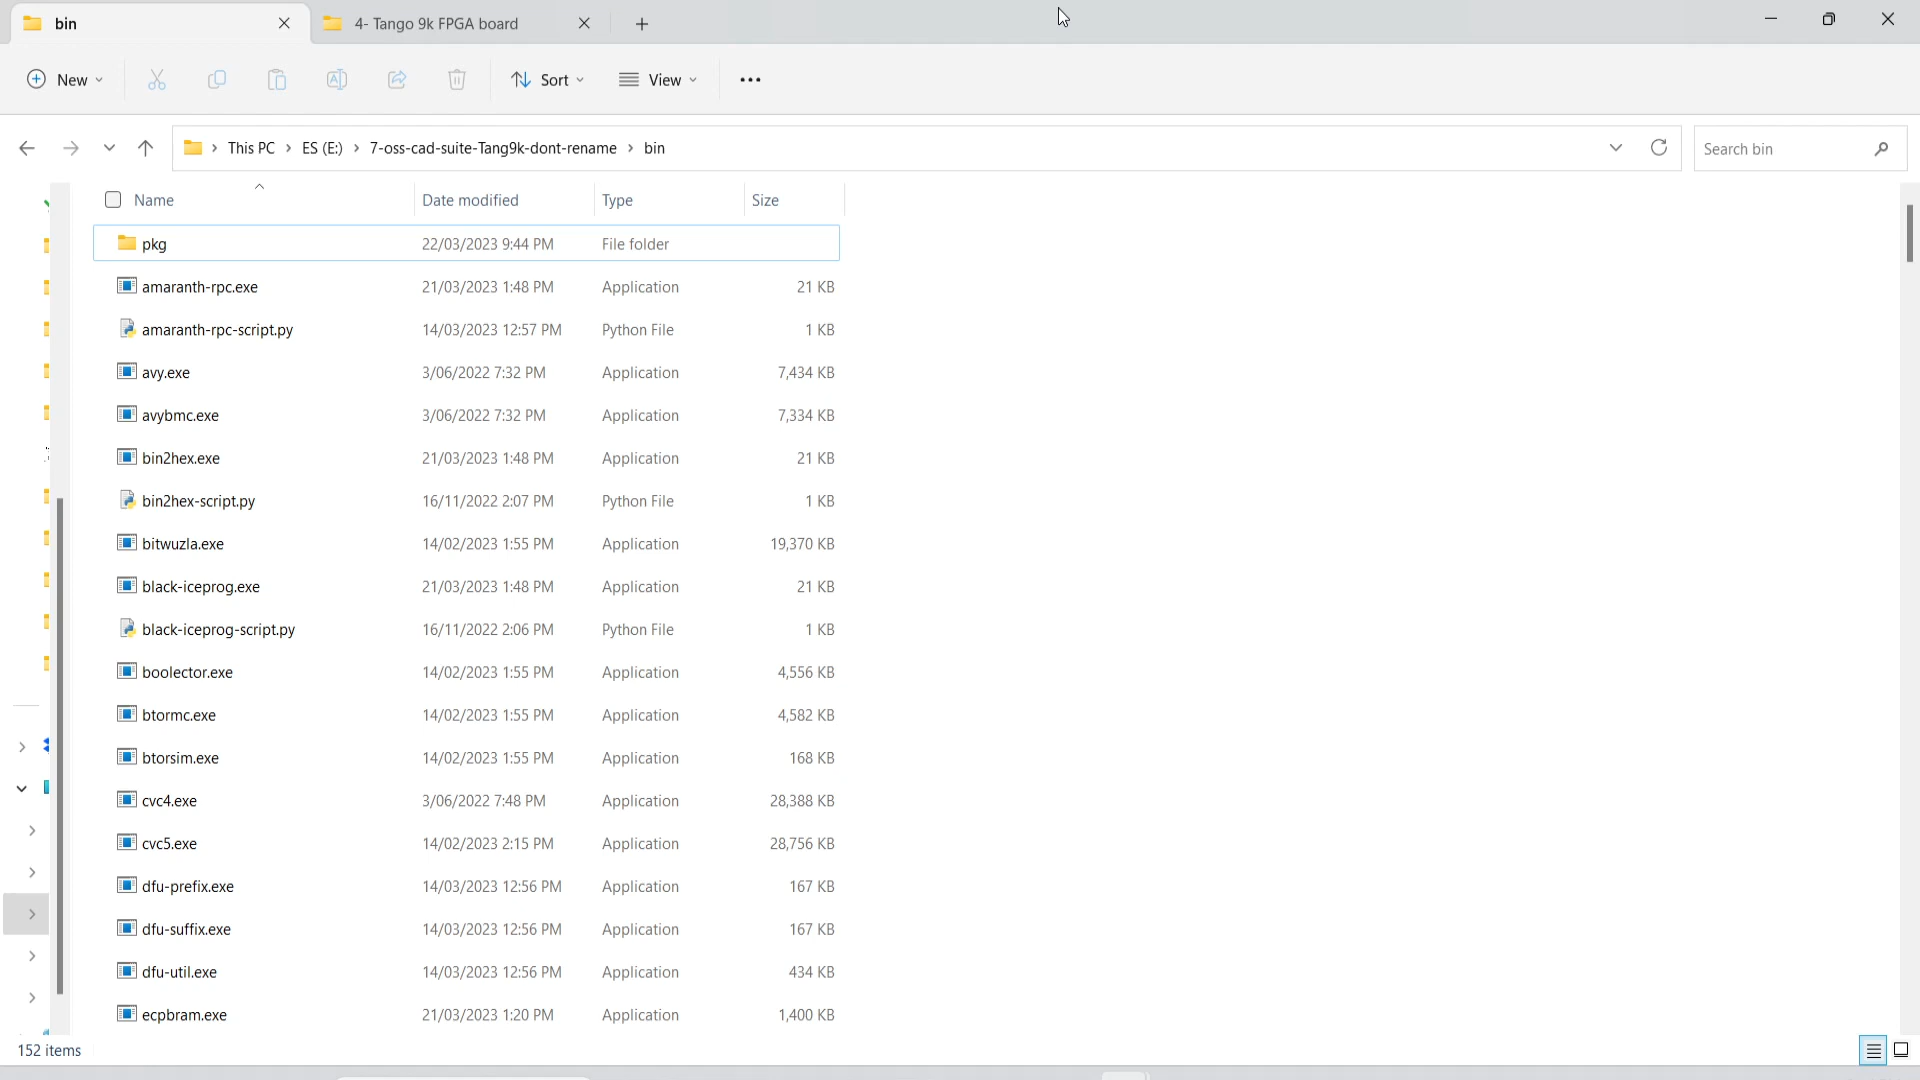 bin
4- Tango 9k FPGA board
New
Sort
View
This PC > ES (E:) > 7-oss-cad-suite-Tang9k-dont-rename > bin
Search bin
Name Date modified Type Size
pkg 22/03/2023 9:44 PM File folder
amaranth-rpc.exe 21/03/2023 1:48 PM Application 21 KB
amaranth-rpc-script.py 14/03/2023 12:57 PM Python File 1 KB
avy.exe 3/06/2022 7:32 PM Application 7,434 KB
avybmc.exe 3/06/2022 7:32 PM Application 7,334 KB
bin2hex.exe 21/03/2023 1:48 PM Application 21 KB
bin2hex-script.py 16/11/2022 2:07 PM Python File 1 KB
bitwuzla.exe 14/02/2023 1:55 PM Application 19,370 KB
black-iceprog.exe 21/03/2023 1:48 PM Application 21 KB
black-iceprog-script.py 16/11/2022 2:06 PM Python File 1 KB
boolector.exe 14/02/2023 1:55 PM Application 4,556 KB
btormc.exe 14/02/2023 1:55 PM Application 4,582 KB
btorsim.exe 14/02/2023 1:55 PM Application 168 KB
cvc4.exe 3/06/2022 7:48 PM Application 28,388 KB
cvc5.exe 14/02/2023 2:15 PM Application 28,756 KB
dfu-prefix.exe 14/03/2023 12:56 PM Application 167 KB
dfu-suffix.exe 14/03/2023 12:56 PM Application 167 KB
dfu-util.exe 14/03/2023 12:56 PM Application 434 KB
ecpbram.exe 21/03/2023 1:20 PM Application 1,400 KB
152 items